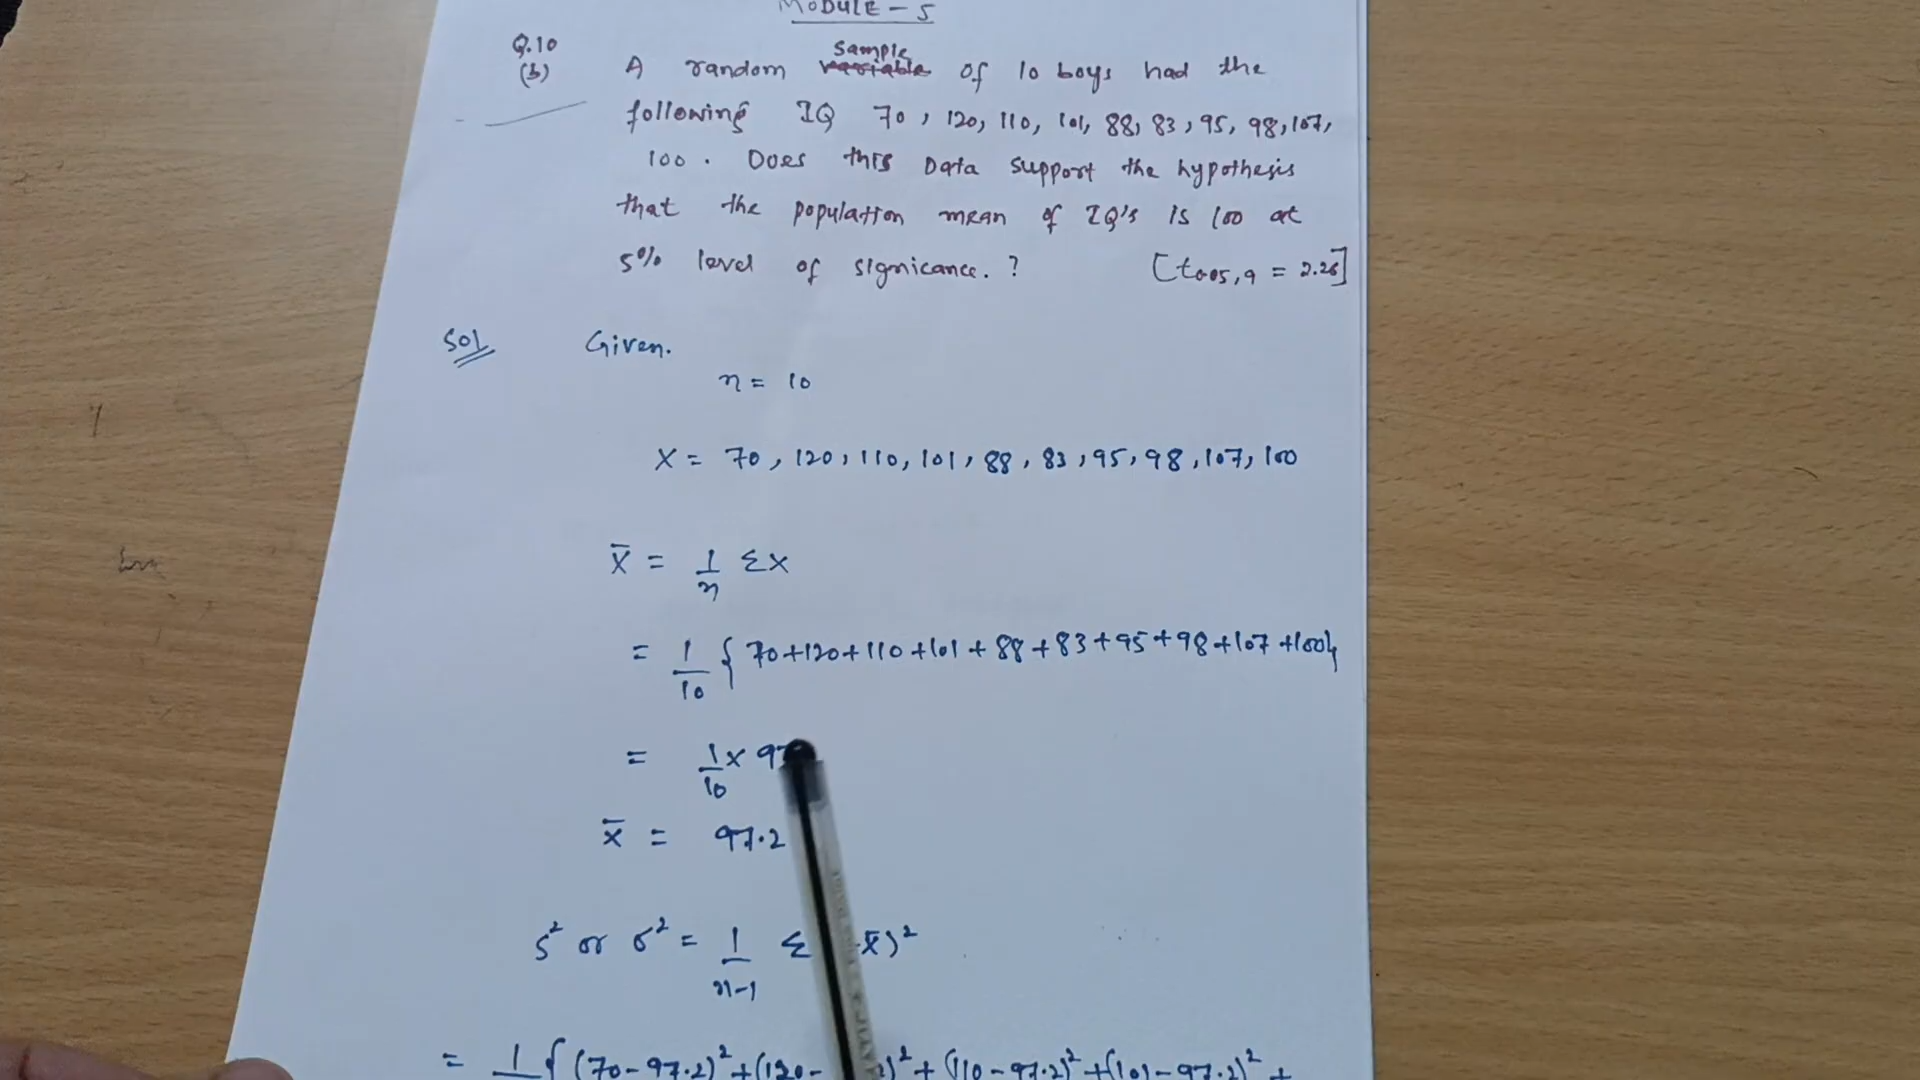 MODULE - 5
Q.10
(b)
sample
A random variable of 10 boys had the
following IQ 70, 120, 110, 101, 88, 83, 95, 98, 107,
100. Does this Data support the hypothesis
that the population mean of IQ's is 100 at
5% level of signicance. ? [t0.05,9 = 2.26]
Sol Given.
n = 10
X = 70, 120, 110, 101, 88, 83, 95, 98, 107, 100
x̄ = 1/n Σx
= 1/10 { 70+120+110+101+88+83+95+98+107+100}
= 1/10 x 97
x̄ = 97.2
s² or σ² = 1/n-1 Σ - x̄)²
= 1 { (70-97.2)² + (120- 2)² + (110-97.2)² + (101-97.2)² +